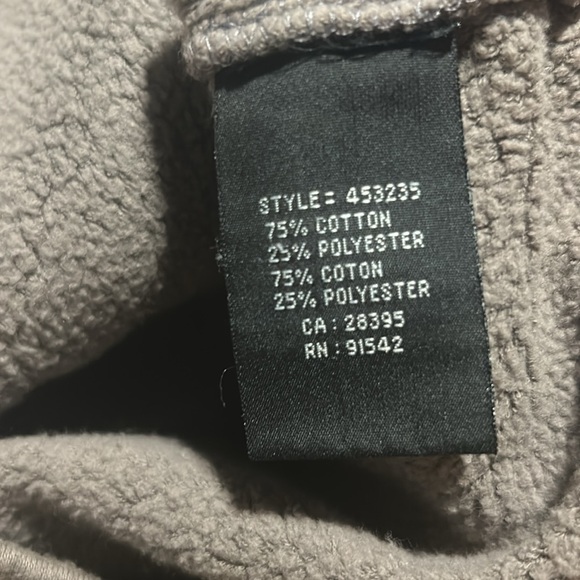 STYLE= 453235
75% COTTON
25% POLYESTER
75% COTON
25% POLYESTER
CA: 28395
RN: 91542